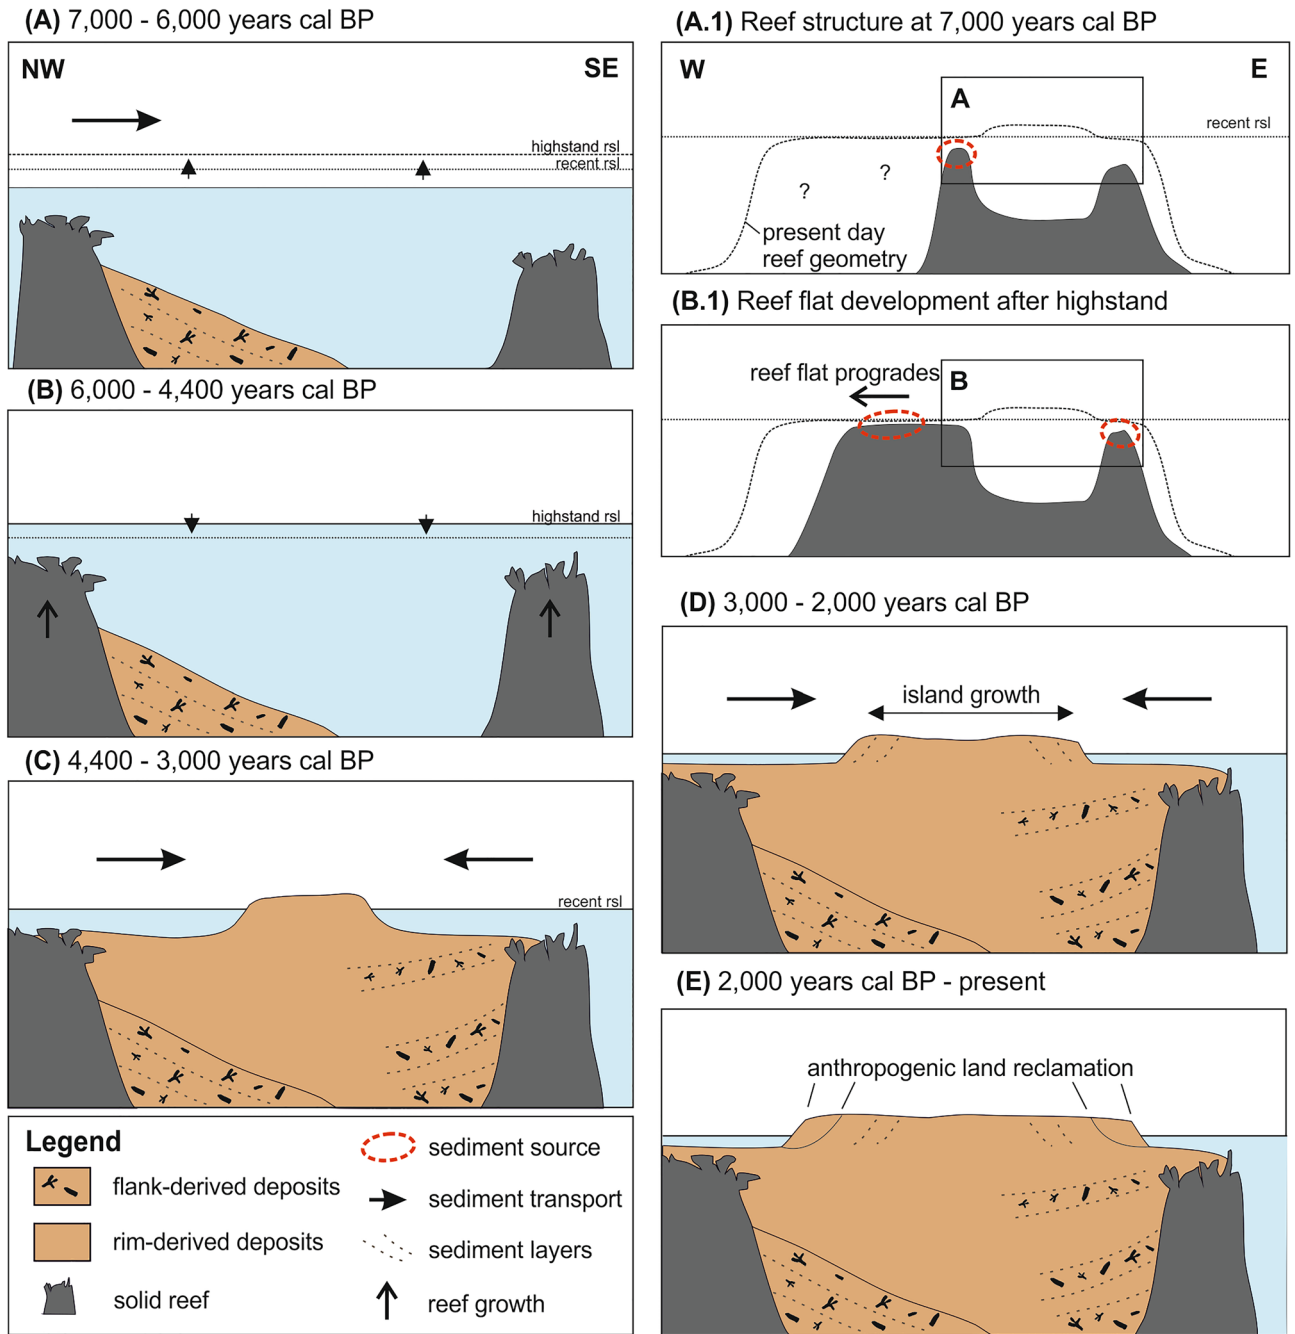 (A) 7,000 - 6,000 years cal BP
NW
SE
highstand rsl
recent rsl
(A.1) Reef structure at 7,000 years cal BP
W
E
A
recent rsl
?
?
present day
reef geometry
(B) 6,000 - 4,400 years cal BP
highstand rsl
(B.1) Reef flat development after highstand
reef flat progrades
B
(C) 4,400 - 3,000 years cal BP
recent rsl
(D) 3,000 - 2,000 years cal BP
island growth
(E) 2,000 years cal BP - present
anthropogenic land reclamation
Legend
flank-derived deposits
rim-derived deposits
solid reef
sediment source
sediment transport
sediment layers
reef growth